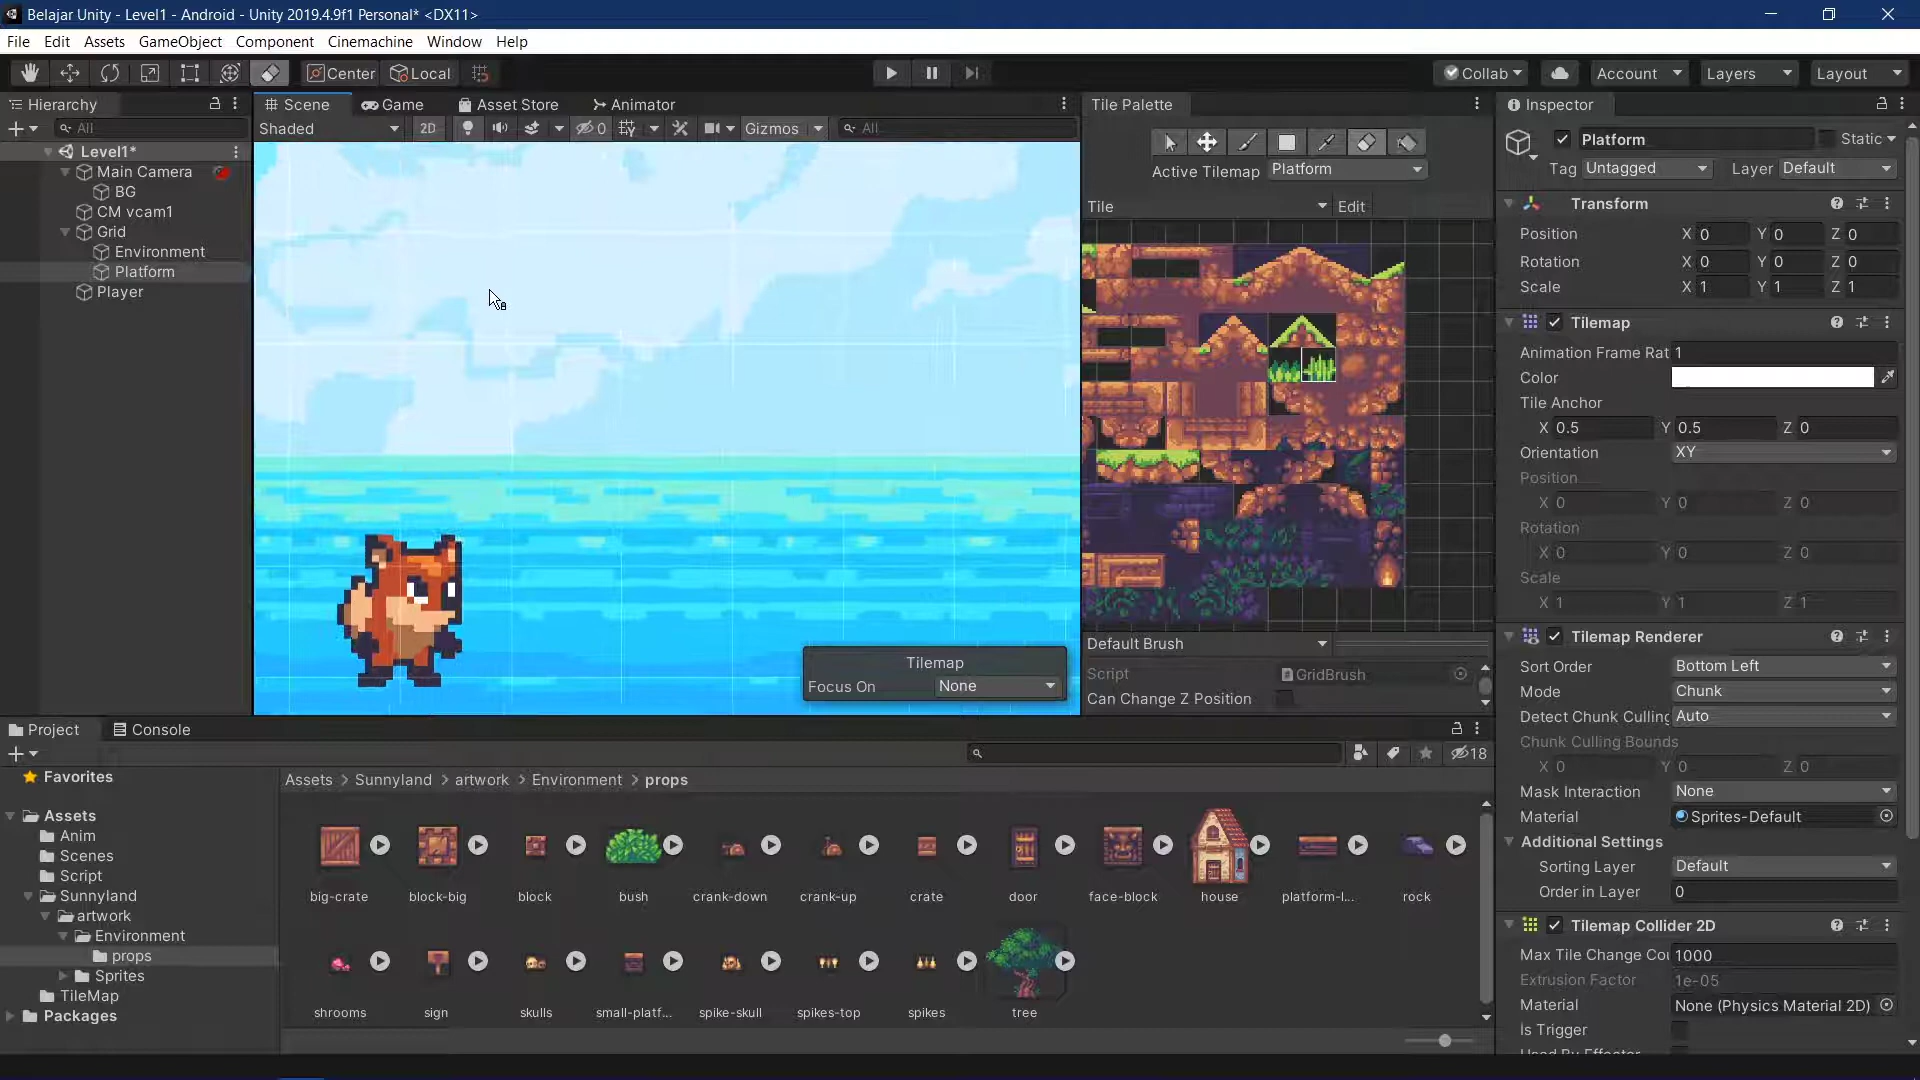 Belajar Unity - Level1 - Android - Unity 2019.4.9f1 Personal* <DX11>
File Edit Assets GameObject Component Cinemachine Window Help
Center Local Collab Account Layers Layout
Hierarchy
All
Level1*
Main Camera
BG
CM vcam1
Grid
Environment
Platform
Player
Scene Game Asset Store Animator
Shaded 2D 0 Gizmos All
Tilemap
Focus On None
Tile Palette
Active Tilemap Platform
Tile Edit
Default Brush
Script GridBrush
Can Change Z Position
Inspector
Platform Static
Tag Untagged Layer Default
Transform
Position X 0 Y 0 Z 0
Rotation X 0 Y 0 Z 0
Scale X 1 Y 1 Z 1
Tilemap
Animation Frame Rat 1
Color
Tile Anchor
X 0.5 Y 0.5 Z 0
Orientation XY
Position
X 0 Y 0 Z 0
Rotation
X 0 Y 0 Z 0
Scale
X 1 Y 1 Z 1
Tilemap Renderer
Sort Order Bottom Left
Mode Chunk
Detect Chunk Culling Auto
Chunk Culling Bounds
X 0 Y 0 Z 0
Mask Interaction None
Material Sprites-Default
Additional Settings
Sorting Layer Default
Order in Layer 0
Tilemap Collider 2D
Max Tile Change Cou 1000
Extrusion Factor 1e-05
Material None (Physics Material 2D)
Is Trigger
Used By Effector
Project Console
18
Favorites
Assets
Anim
Scenes
Script
Sunnyland
artwork
Environment
props
Sprites
TileMap
Packages
Assets > Sunnyland > artwork > Environment > props
big-crate block-big block bush crank-down crank-up crate door face-block house platform-l... rock
shrooms sign skulls small-platf... spike-skull spikes-top spikes tree